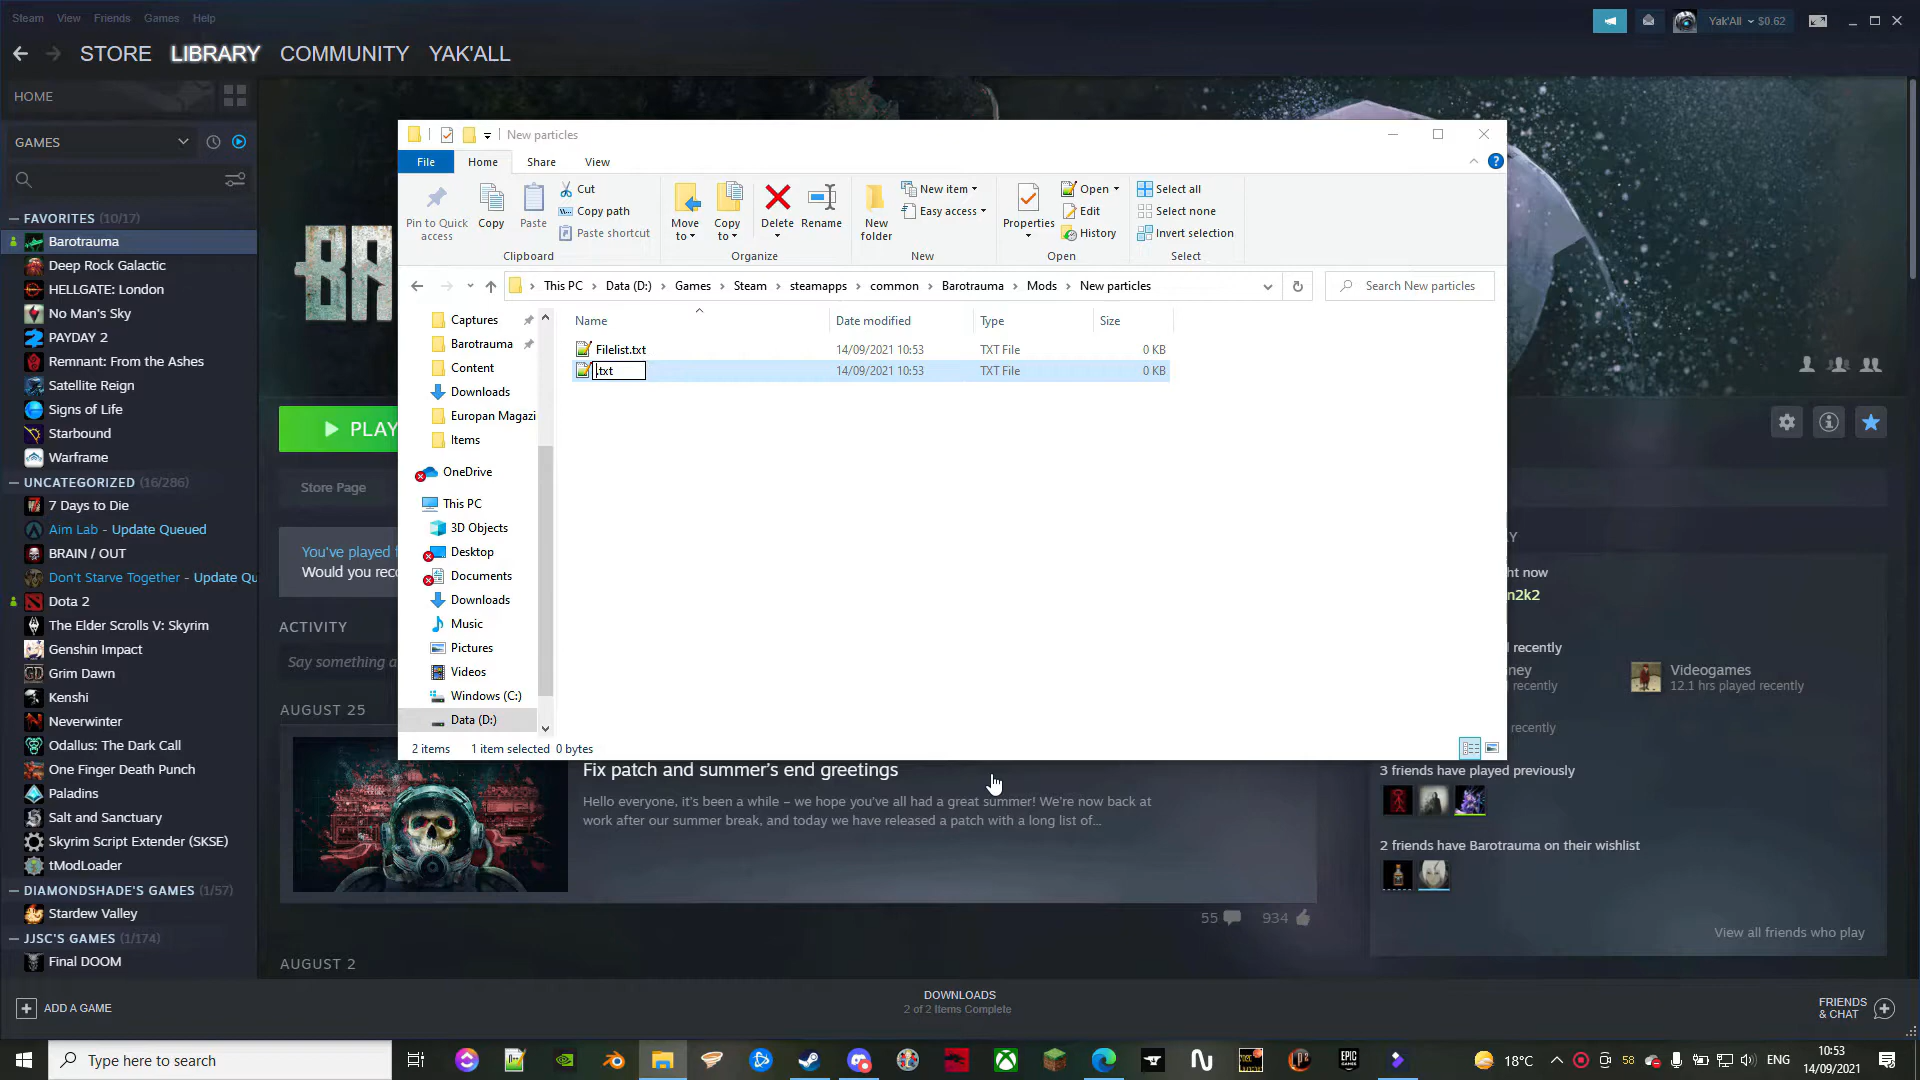 Steam View Friends Games Help
Yak'All $0.62
STORE LIBRARY COMMUNITY YAK'ALL
HOME
GAMES
FAVORITES (10/17)
Barotrauma
Deep Rock Galactic
HELLGATE: London
No Man's Sky
PAYDAY 2
Remnant: From the Ashes
Satellite Reign
Signs of Life
Starbound
Warframe
UNCATEGORIZED (16/286)
7 Days to Die
Aim Lab - Update Queued
BRAIN / OUT
Don't Starve Together - Update Qu
Dota 2
The Elder Scrolls V: Skyrim
Genshin Impact
Grim Dawn
Kenshi
Neverwinter
Odallus: The Dark Call
One Finger Death Punch
Paladins
Salt and Sanctuary
Skyrim Script Extender (SKSE)
tModLoader
DIAMONDSHADE'S GAMES (1/57)
Stardew Valley
JJSC'S GAMES (1/174)
Final DOOM
ADD A GAME
BA
PLAY
Store Page
You've played f
Would you reco
ACTIVITY
Say something a
AUGUST 25
New particles
File Home Share View
Pin to Quick access
Copy
Paste
Cut
Copy path
Paste shortcut
Clipboard
Move to
Copy to
Delete
Rename
Organize
New folder
New item
Easy access
New
Properties
Open
Edit
History
Open
Select all
Select none
Invert selection
Select
This PC Data (D:) Games Steam steamapps common Barotrauma Mods New particles
Search New particles
Captures
Barotrauma
Content
Downloads
Europan Magazi
Items
OneDrive
This PC
3D Objects
Desktop
Documents
Downloads
Music
Pictures
Videos
Windows (C:)
Data (D:)
Name Date modified Type Size
Filelist.txt 14/09/2021 10:53 TXT File 0 KB
.txt 14/09/2021 10:53 TXT File 0 KB
2 items 1 item selected 0 bytes
Y
ht now
n2k2
recently
ney
recently
Videogames
12.1 hrs played recently
recently
3 friends have played previously
2 friends have Barotrauma on their wishlist
View all friends who play
Fix patch and summer's end greetings
Hello everyone, it's been a while – we hope you've all had a great summer! We're now back at
work after our summer break, and today we have released a patch with a long list of...
55 934
AUGUST 2
DOWNLOADS
2 of 2 Items Complete
FRIENDS
& CHAT
Type here to search
EPIC GAMES
18°C
58
ENG
10:53
14/09/2021